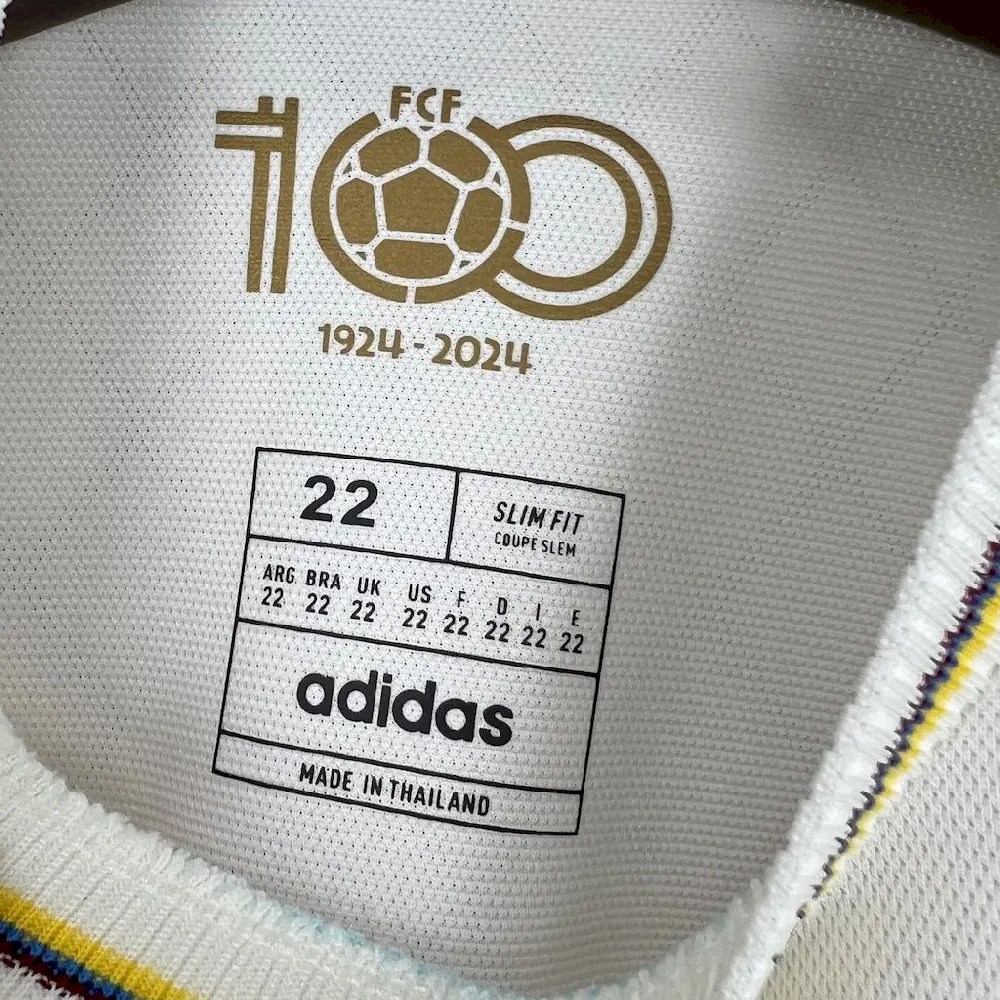 FCF
100
1924 - 2024
22
SLIM FIT
COUPE SLEM
ARG BRA UK US F D I E
22 22 22 22 22 22 22 22
adidas
MADE IN THAILAND